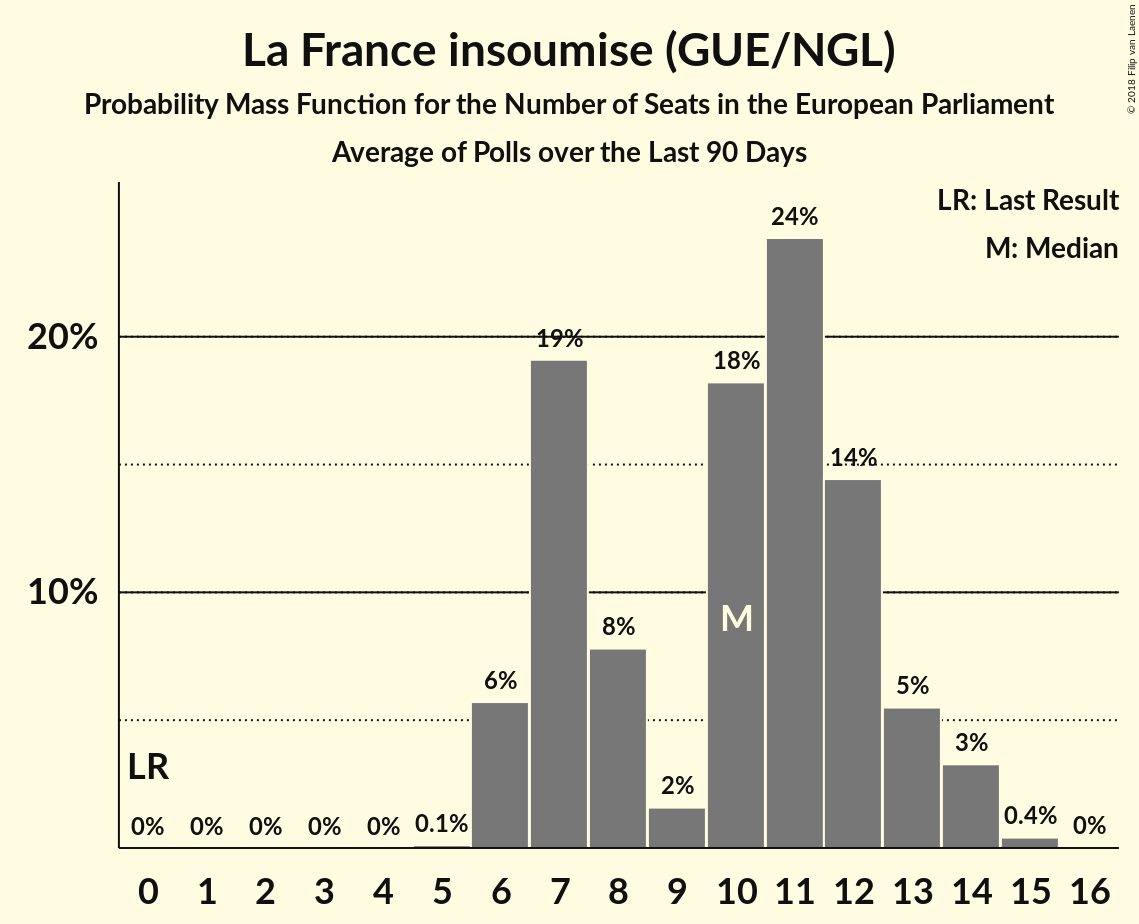 La France insoumise (GUE/NGL)
Probability Mass Function for the Number of Seats in the European Parliament
Average of Polls over the Last 90 Days
© 2018 Filip van Laenen
LR: Last Result
M: Median
20%
10%
0% 0% 0% 0% 0% 0.1% 6% 19% 8% 2% 18% 24% 14% 5% 3% 0.4% 0%
LR
M
0 1 2 3 4 5 6 7 8 9 10 11 12 13 14 15 16